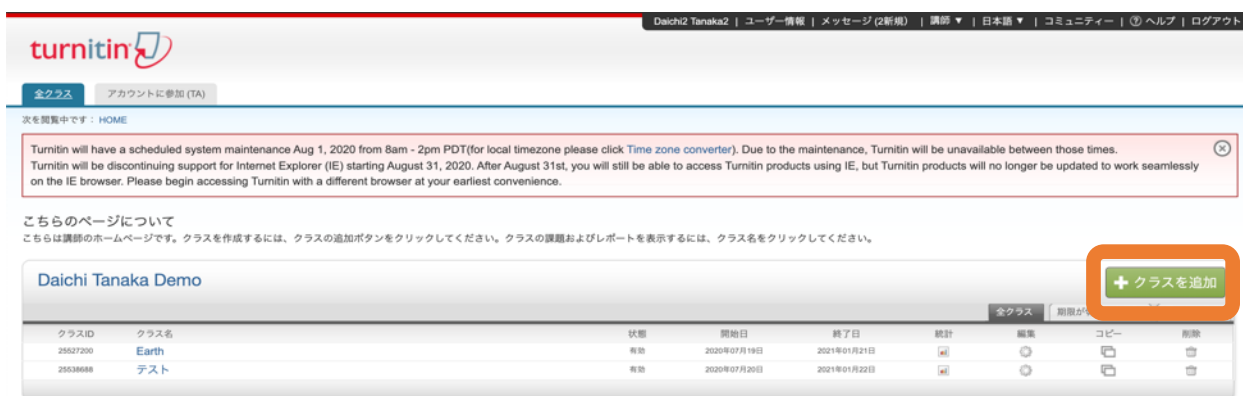 Daichi2 Tanaka2 | ユーザー情報 | メッセージ (2新規) | 講師 ▼ | 日本語 ▼ | コミュニティー | ? ヘルプ | ログアウト
turnitin
全クラス アカウントに参加 (TA)
次を閲覧中です： HOME
Turnitin will have a scheduled system maintenance Aug 1, 2020 from 8am - 2pm PDT(for local timezone please click Time zone converter). Due to the maintenance, Turnitin will be unavailable between those times.
Turnitin will be discontinuing support for Internet Explorer (IE) starting August 31, 2020. After August 31st, you will still be able to access Turnitin products using IE, but Turnitin products will no longer be updated to work seamlessly
on the IE browser. Please begin accessing Turnitin with a different browser at your earliest convenience.
こちらのページについて
こちらは講師のホームページです。クラスを作成するには、クラスの追加ボタンをクリックしてください。クラスの課題およびレポートを表示するには、クラス名をクリックしてください。
Daichi Tanaka Demo
クラスを追加
全クラス 期限が
クラスID クラス名 状態 開始日 終了日 統計 編集 コピー 削除
25527200 Earth 有効 2020年07月19日 2021年01月21日
25538688 テスト 有効 2020年07月20日 2021年01月22日